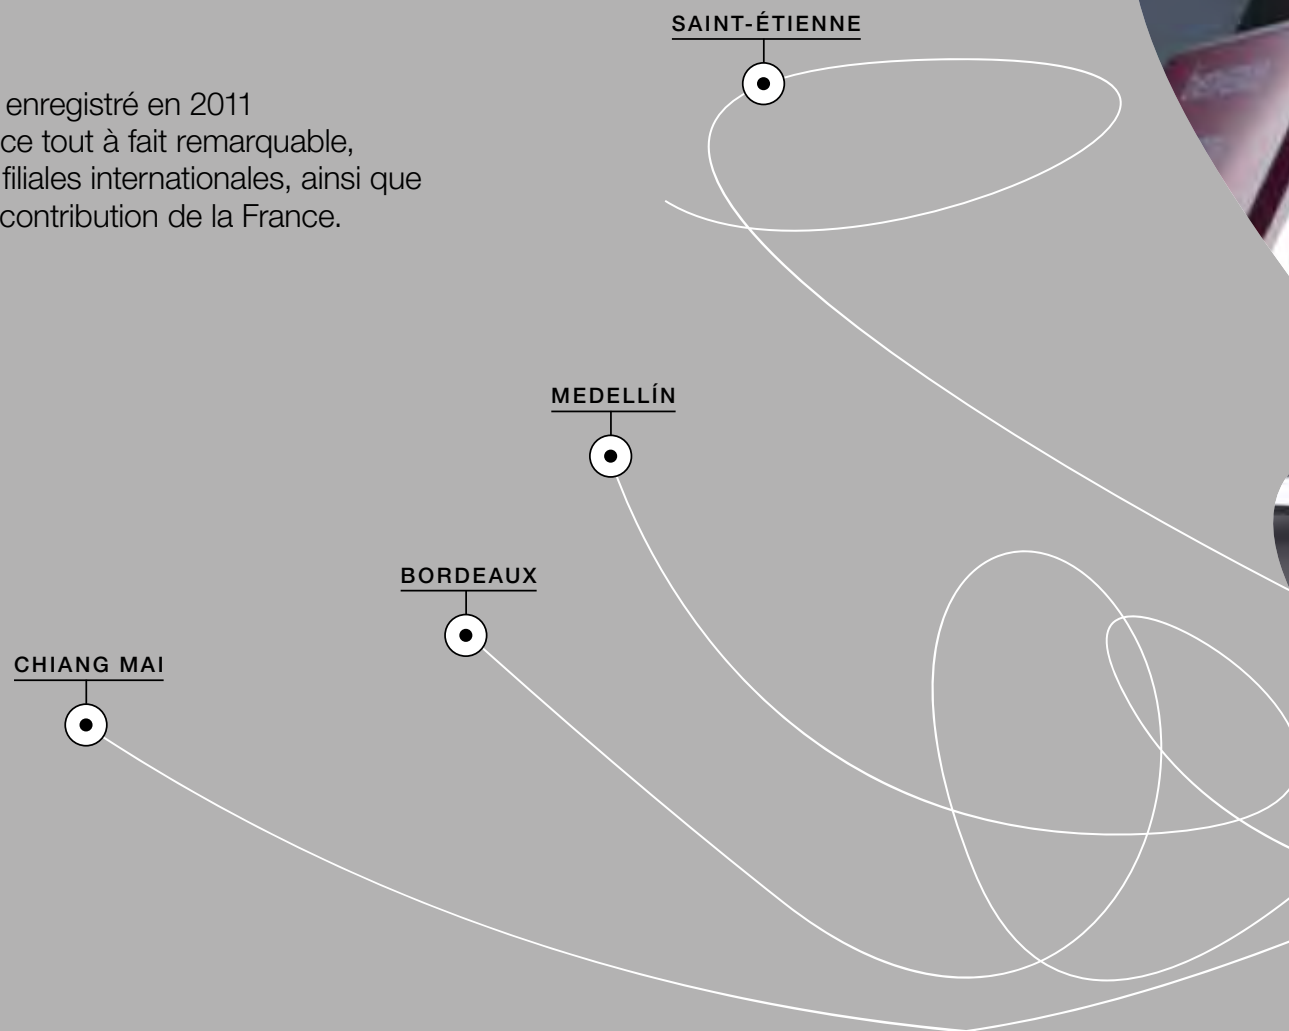 SAINT-ÉTIENNE
enregistré en 2011
ce tout à fait remarquable,
filiales internationales, ainsi que
contribution de la France.
MEDELLÍN
BORDEAUX
CHIANG MAI